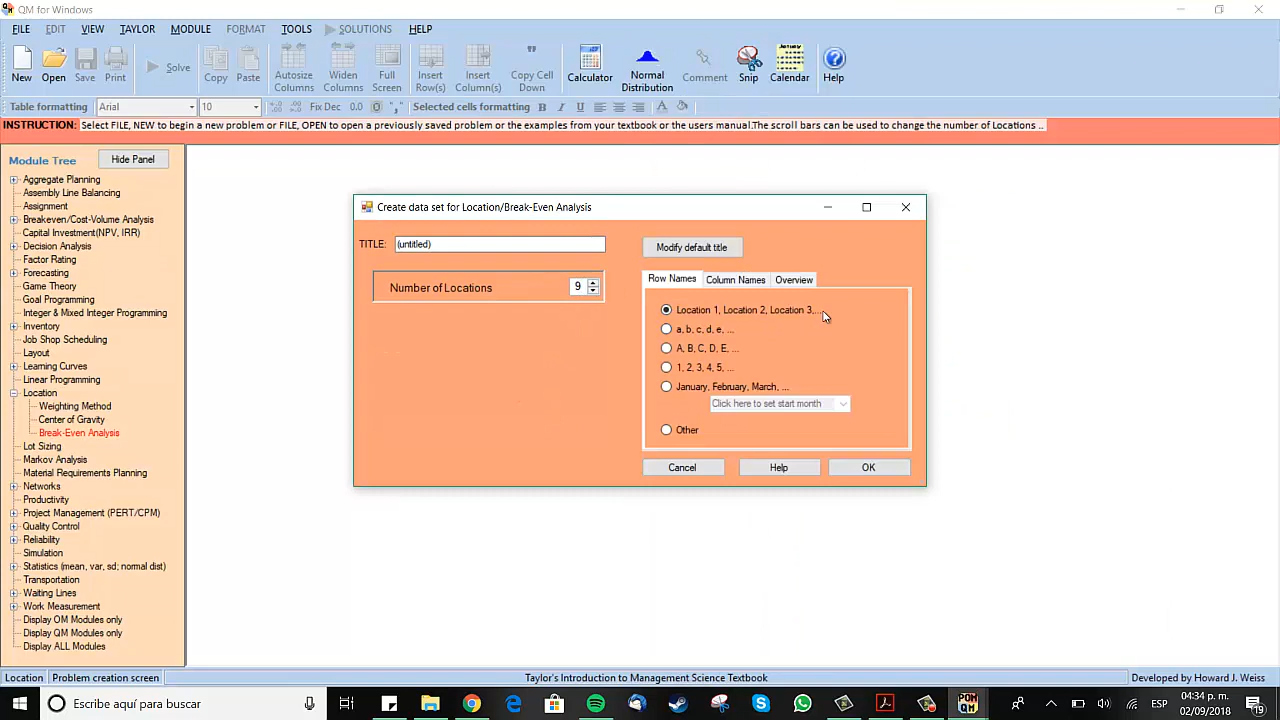 QM for Windows
FILE EDIT VIEW TAYLOR MODULE FORMAT TOOLS SOLUTIONS HELP
New Open Save Print Solve Copy Paste Autosize Columns Widen Columns Full Screen Insert Row(s) Insert Column(s) Copy Cell Down Calculator Normal Distribution Comment Snip Calendar Help
Table formatting Arial 10 Fix Dec 0.0 Selected cells formatting B I U A
INSTRUCTION: Select FILE, NEW to begin a new problem or FILE, OPEN to open a previously saved problem or the examples from your textbook or the users manual.The scroll bars can be used to change the number of Locations ..
Module Tree Hide Panel
Aggregate Planning
Assembly Line Balancing
Assignment
Breakeven/Cost-Volume Analysis
Capital Investment(NPV, IRR)
Decision Analysis
Factor Rating
Forecasting
Game Theory
Goal Programming
Integer & Mixed Integer Programming
Inventory
Job Shop Scheduling
Layout
Learning Curves
Linear Programming
Location
Weighting Method
Center of Gravity
Break-Even Analysis
Lot Sizing
Markov Analysis
Material Requirements Planning
Networks
Productivity
Project Management (PERT/CPM)
Quality Control
Reliability
Simulation
Statistics (mean, var, sd; normal dist)
Transportation
Waiting Lines
Work Measurement
Display OM Modules only
Display QM Modules only
Display ALL Modules
Create data set for Location/Break-Even Analysis
TITLE: (untitled) Modify default title
Number of Locations 9
Row Names Column Names Overview
Location 1, Location 2, Location 3,...
a, b, c, d, e, ...
A, B, C, D, E, ...
1, 2, 3, 4, 5, ...
January, February, March, ...
Click here to set start month
Other
Cancel Help OK
Location Problem creation screen Taylor's Introduction to Management Science Textbook Developed by Howard J. Weiss
Escribe aquí para buscar
ESP
04:34 p. m.
02/09/2018